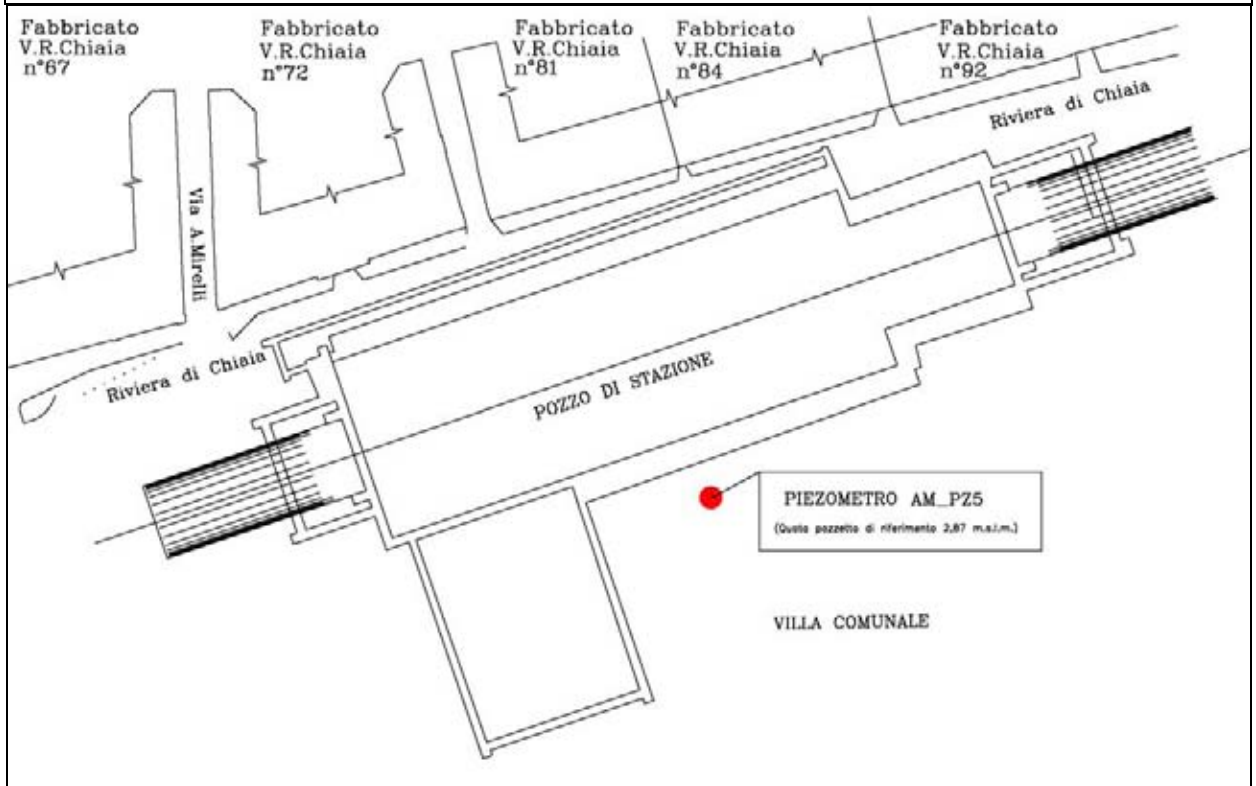 Fabbricato
V.R.Chiaia
n°67
Fabbricato
V.R.Chiaia
n°72
Fabbricato
V.R.Chiaia
n°81
Fabbricato
V.R.Chiaia
n°84
Fabbricato
V.R.Chiaia
n°92
Riviera di Chiaia
Via A.Mirelli
Riviera di Chiaia
POZZO DI STAZIONE
PIEZOMETRO AM_PZ5
(Quota pozzetto di riferimento 2,87 m.s.l.m.)
VILLA COMUNALE